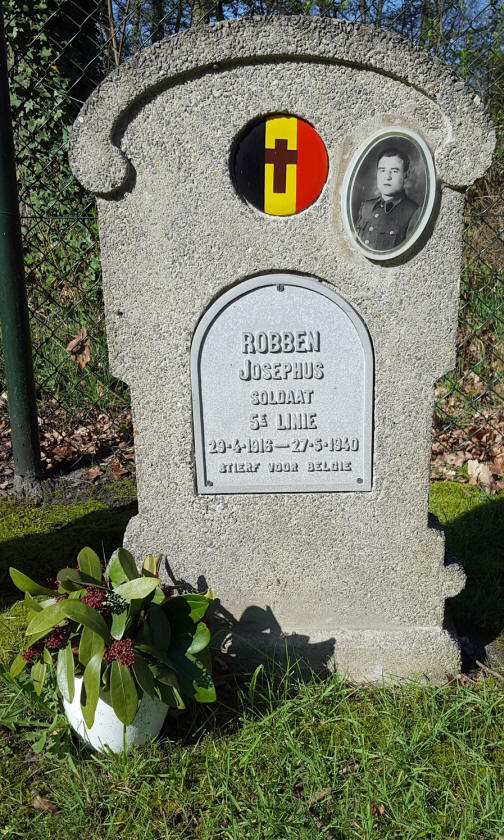 ROBBEN
JOSEPHUS
SOLDAAT
5E LINIE
29-4-1916—27-5-1940
STIERF VOOR BELGIE